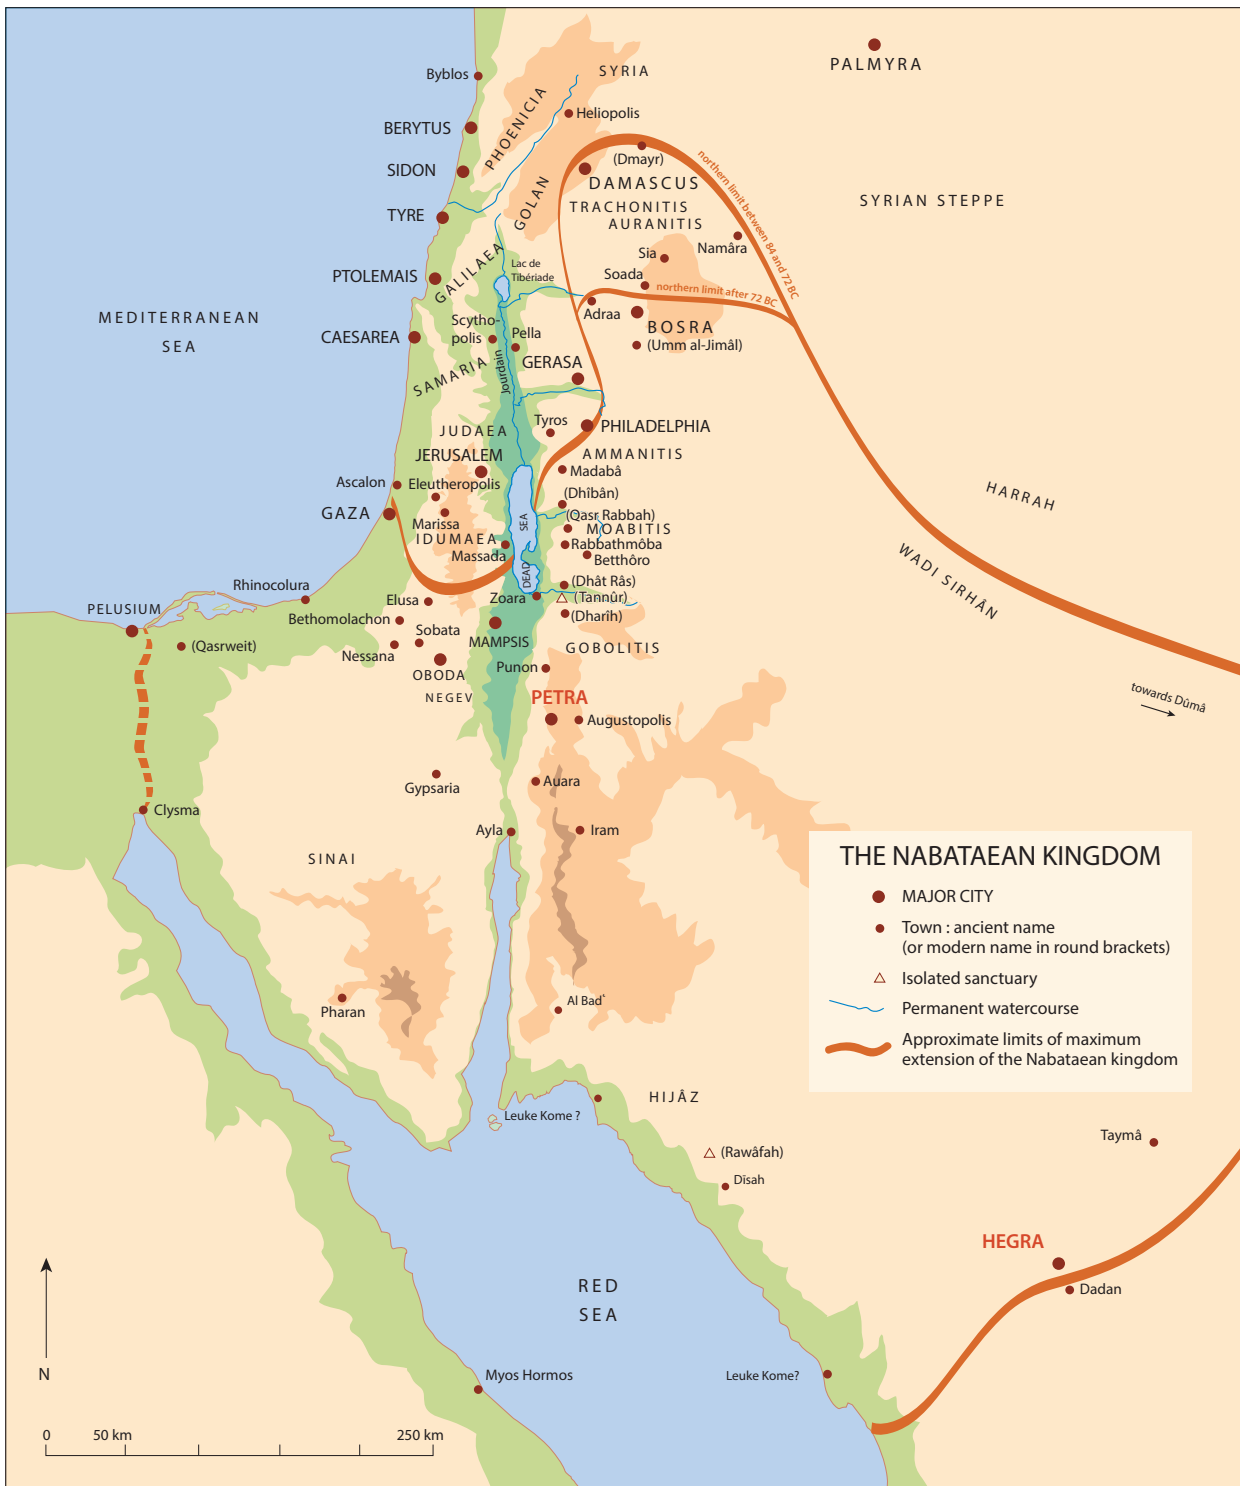 Byblos
SYRIA
PALMYRA
PHOENICIA
Heliopolis
BERYTUS
(Dmayr)
SIDON
DAMASCUS
GOLAN
northern limit between 84 and 72 BC
SYRIAN STEPPE
TYRE
TRACHONITIS
AURANITIS
Namâra
Sia
GALILAEA
Lac de
Tibériade
Soada
PTOLEMAIS
northern limit after 72 BC
Adraa
MEDITERRANEAN
SEA
Scytho-
polis
Pella
BOSRA
(Umm al-Jimâl)
CAESAREA
GERASA
SAMARIA
Jourdain
Tyros
PHILADELPHIA
JUDAEA
JERUSALEM
AMMANITIS
Madabâ
Ascalon
Eleutheropolis
(Dhîbân)
HARRAH
GAZA
Marissa
(Qasr Rabbah)
SEA
MOABITIS
IDUMAEA
Rabbathmôba
Massada
Betthôro
WADI SIRHÂN
DEAD
(Dhât Râs)
Rhinocolura
Elusa
Zoara
(Tannûr)
PELUSIUM
Bethomolachon
(Dharîh)
Sobata
MAMPSIS
GOBOLITIS
(Qasrweit)
Nessana
OBODA
Punon
NEGEV
PETRA
towards Dûmâ
Augustopolis
Gypsaria
Auara
Clysma
Ayla
Iram
SINAI
THE NABATAEAN KINGDOM
MAJOR CITY
Town : ancient name
(or modern name in round brackets)
Isolated sanctuary
Permanent watercourse
Approximate limits of maximum
extension of the Nabataean kingdom
Pharan
Al Bad`
HIJÂZ
Leuke Kome ?
Taymâ
(Rawâfah)
Dîsah
HEGRA
Dadan
RED
SEA
N
Myos Hormos
Leuke Kome?
0
50 km
250 km